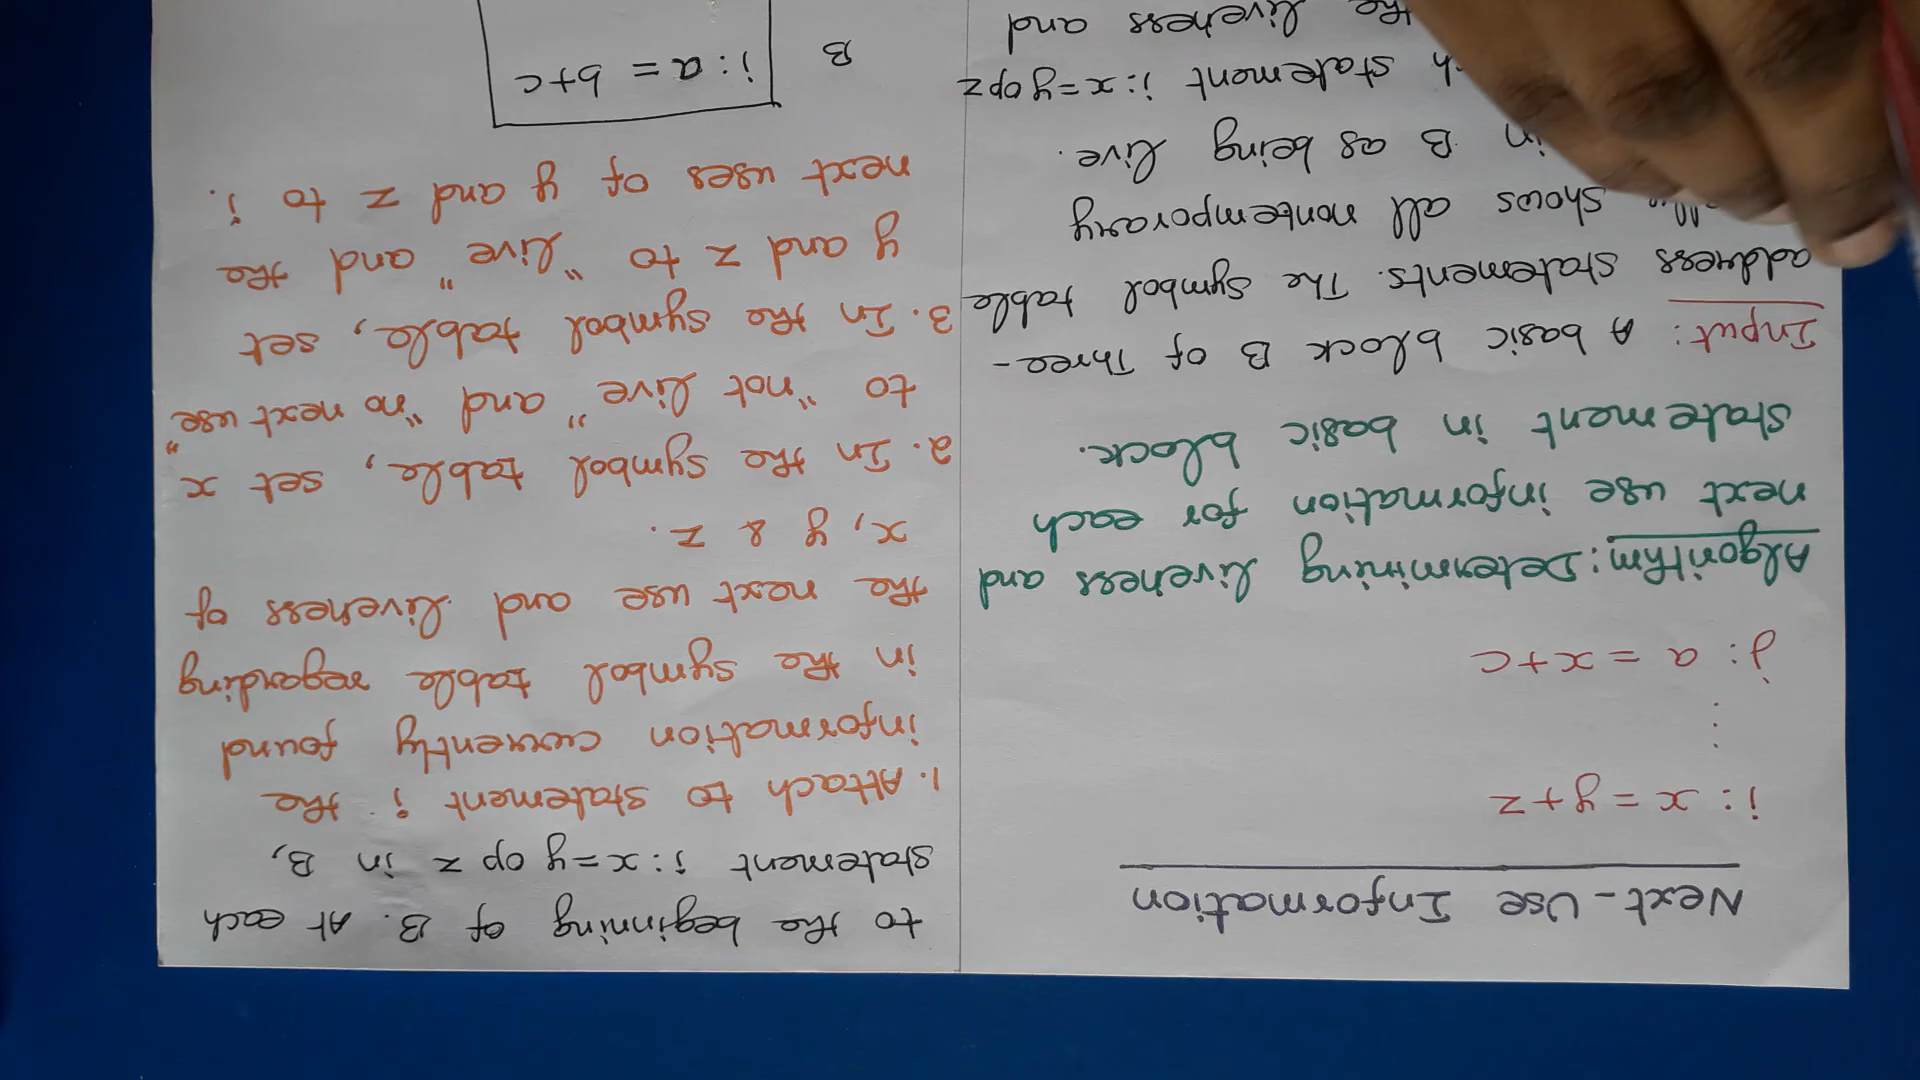 Next-Use Information
i: x = y + z
j: a = x + c
Algorithm: Determining liveness and
next use information for each
statement in basic block.
Input: A basic block B of Three-
address statements. The symbol table
shows all nontemporary
in B as being live.
statement i: x=y op z
the liveness and
to the beginning of B. At each
statement i: x=y op z in B,
1. Attach to statement i the
information currently found
in the symbol table regarding
the next use and liveness of
x, y & z.
2. In the symbol table, set x
to "not live" and "no next use"
3. In the symbol table, set
y and z to "live" and the
next uses of y and z to i.
B
i: a = b+c